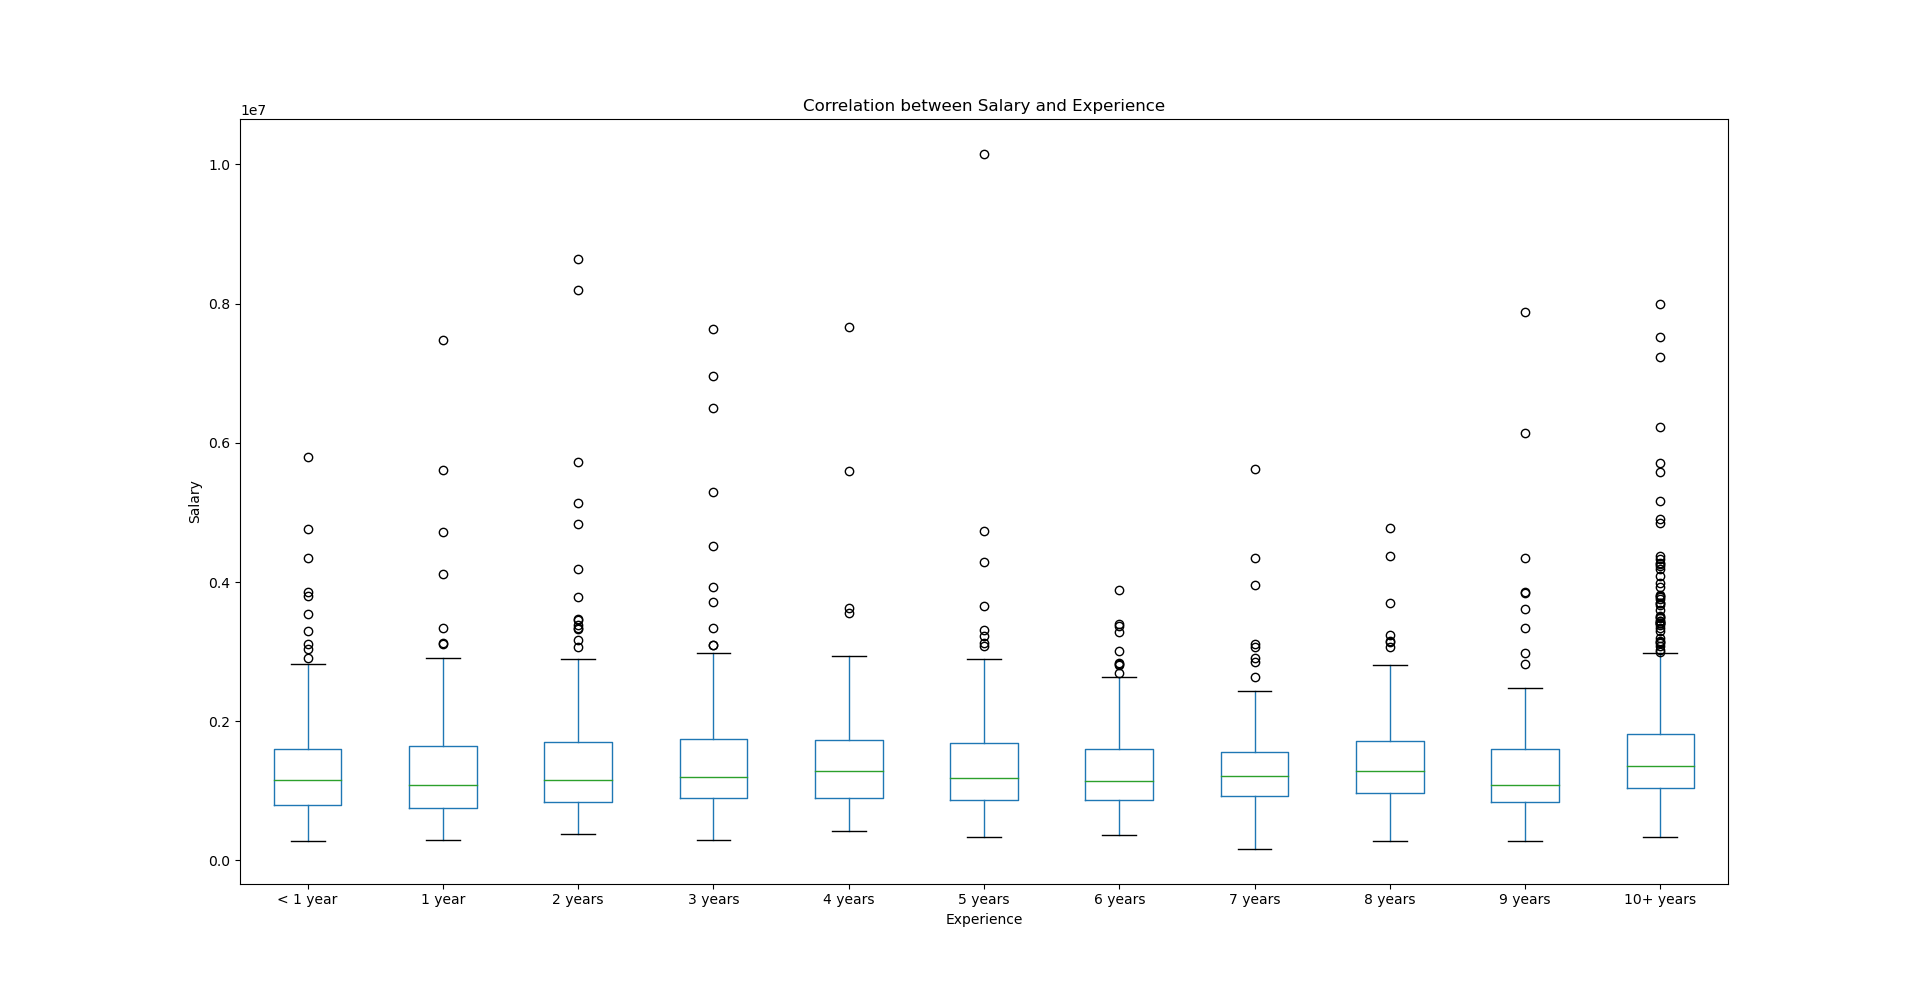 Correlation between Salary and Experience
1e7
1.0
0.8
0.6
0.4
0.2
0.0
Salary
< 1 year
1 year
2 years
3 years
4 years
5 years
6 years
7 years
8 years
9 years
10+ years
Experience